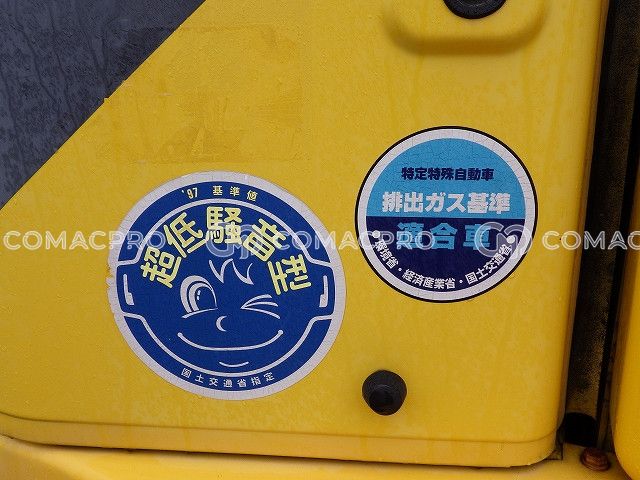 '97 基準値
超低騒音型
国土交通省指定
特定特殊自動車
排出ガス基準
適合車
環境省・経済産業省・国土交通省
COMACPRO COMACPRO COMACPRO COMAC